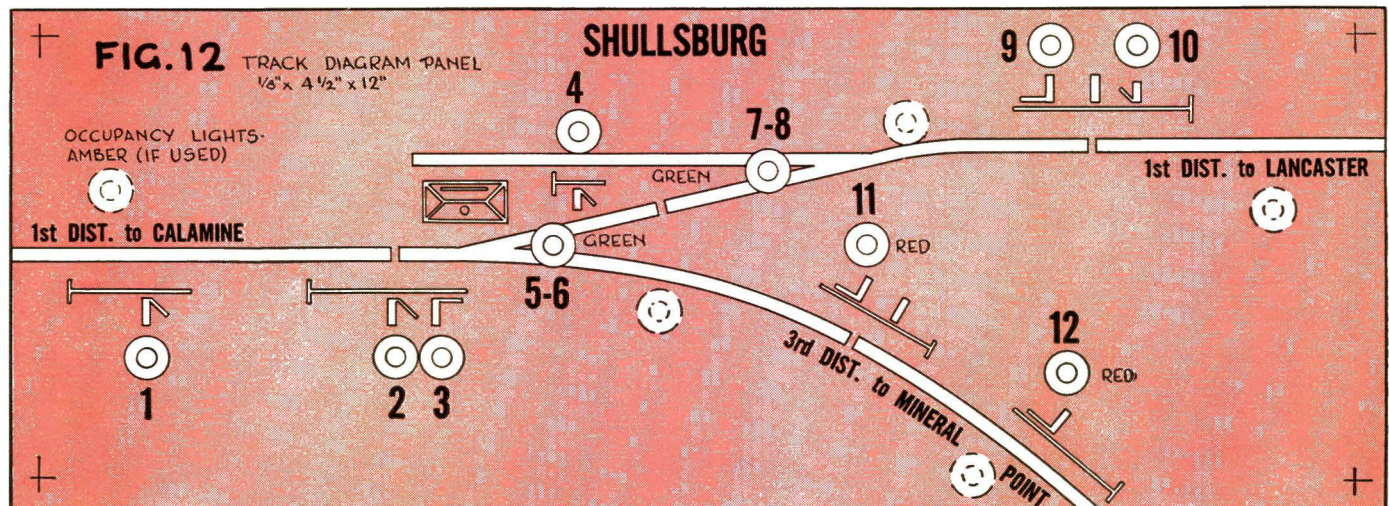 FIG.12 TRACK DIAGRAM PANEL
1/8" x 4 1/2" x 12"
SHULLSBURG
9
10
4
7-8
OCCUPANCY LIGHTS-
AMBER (IF USED)
GREEN
1st DIST. to LANCASTER
11
1st DIST. to CALAMINE
GREEN
RED
5-6
12
3rd DIST. to MINERAL POINT
RED
1
2
3